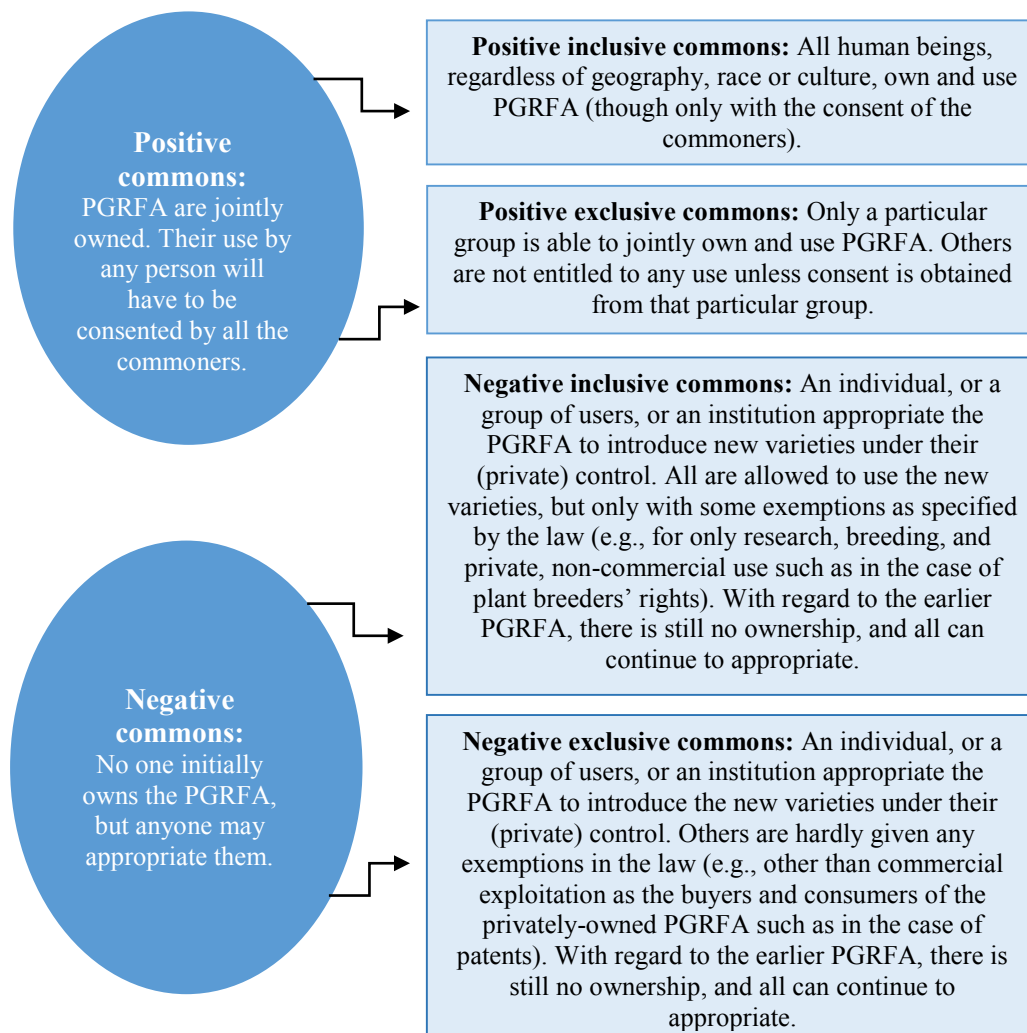 Positive
commons:
PGRFA are jointly
owned. Their use by
any person will
have to be
consented by all the
commoners.
Positive inclusive commons: All human beings,
regardless of geography, race or culture, own and use
PGRFA (though only with the consent of the
commoners).
Positive exclusive commons: Only a particular
group is able to jointly own and use PGRFA. Others
are not entitled to any use unless consent is obtained
from that particular group.
Negative
commons:
No one initially
owns the PGRFA,
but anyone may
appropriate them.
Negative inclusive commons: An individual, or a
group of users, or an institution appropriate the
PGRFA to introduce new varieties under their
(private) control. All are allowed to use the new
varieties, but only with some exemptions as specified
by the law (e.g., for only research, breeding, and
private, non-commercial use such as in the case of
plant breeders’ rights). With regard to the earlier
PGRFA, there is still no ownership, and all can
continue to appropriate.
Negative exclusive commons: An individual, or a
group of users, or an institution appropriate the
PGRFA to introduce the new varieties under their
(private) control. Others are hardly given any
exemptions in the law (e.g., other than commercial
exploitation as the buyers and consumers of the
privately-owned PGRFA such as in the case of
patents). With regard to the earlier PGRFA, there is
still no ownership, and all can continue to
appropriate.